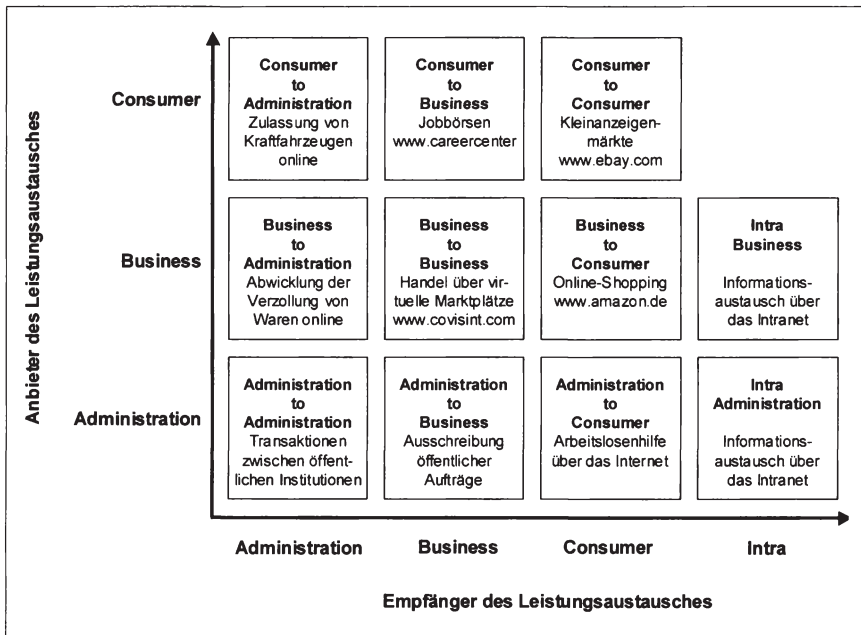 Anbieter des Leistungsaustausches
Consumer
Consumer
to
Administration
Zulassung von
Kraftfahrzeugen
online
Consumer
to
Business
Jobbörsen
www.careercenter
Consumer
to
Consumer
Kleinanzeigen-
märkte
www.ebay.com
Business
Business
to
Administration
Abwicklung der
Verzollung von
Waren online
Business
to
Business
Handel über vir-
tuelle Marktplätze
www.covisint.com
Business
to
Consumer
Online-Shopping
www.amazon.de
Intra
Business
Informations-
austausch über
das Intranet
Administration
Administration
to
Administration
Transaktionen
zwischen öffent-
lichen Institutionen
Administration
to
Business
Ausschreibung
öffentlicher
Aufträge
Administration
to
Consumer
Arbeitslosenhilfe
über das Internet
Intra
Administration
Informations-
austausch über
das Intranet
Administration
Business
Consumer
Intra
Empfänger des Leistungsaustausches